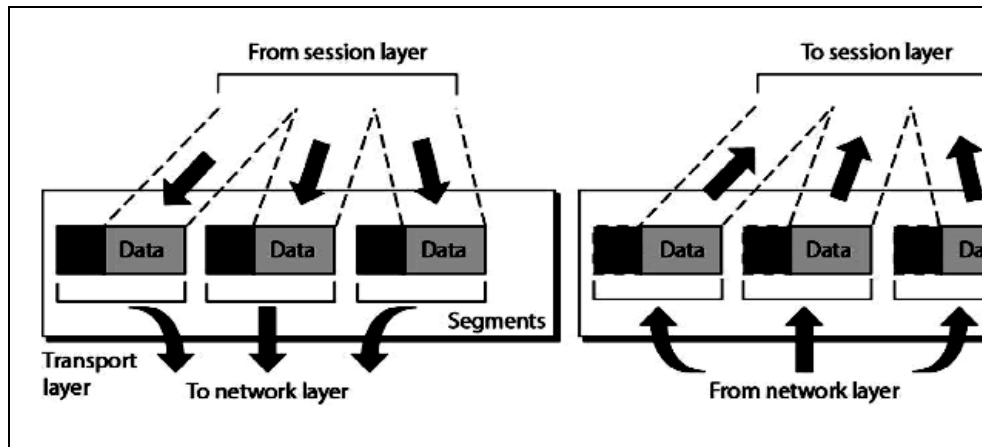 From session layer
Data
Data
Data
Segments
Transport
layer
To network layer
To session layer
Data
Data
Da
From network layer